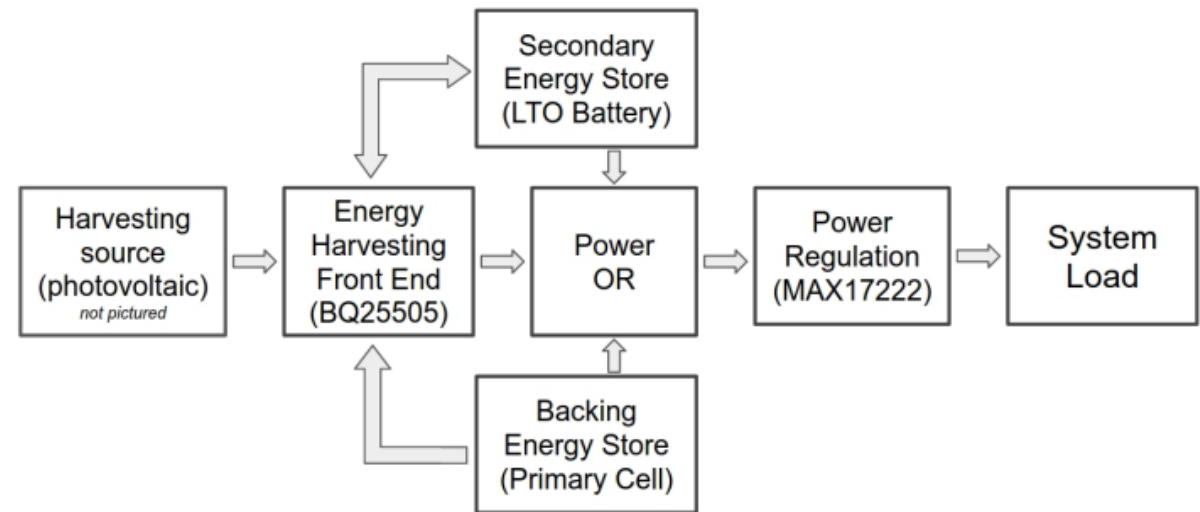 Secondary
Energy Store
(LTO Battery)
Harvesting
source
(photovoltaic)
not pictured
Energy
Harvesting
Front End
(BQ25505)
Power
OR
Power
Regulation
(MAX17222)
System
Load
Backing
Energy Store
(Primary Cell)